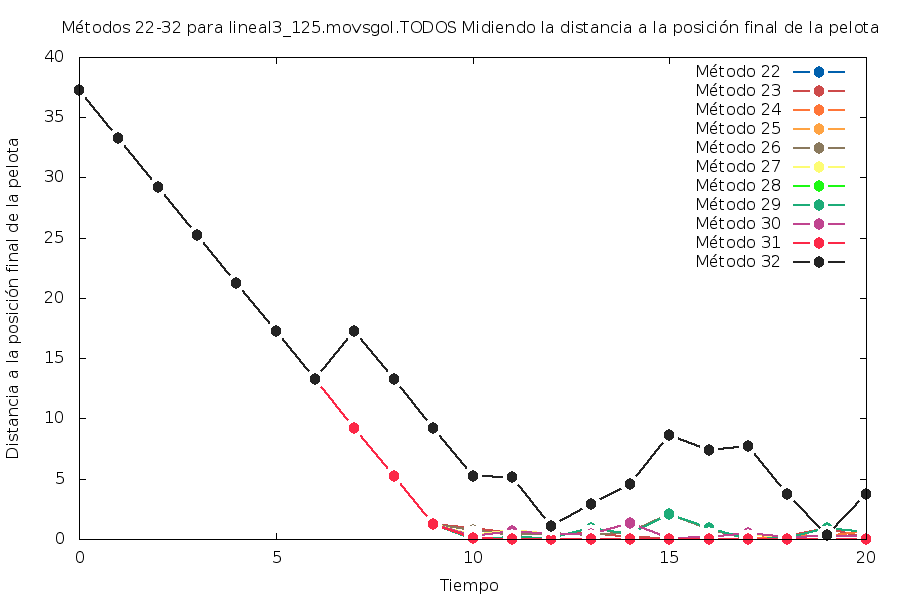 Métodos 22-32 para lineal3_125.movsgol.TODOS Midiendo la distancia a la posición final de la pelota
40
35
30
25
20
15
10
5
0
Distancia a la posición final de la pelota
Método 22
Método 23
Método 24
Método 25
Método 26
Método 27
Método 28
Método 29
Método 30
Método 31
Método 32
0
5
10
15
20
Tiempo